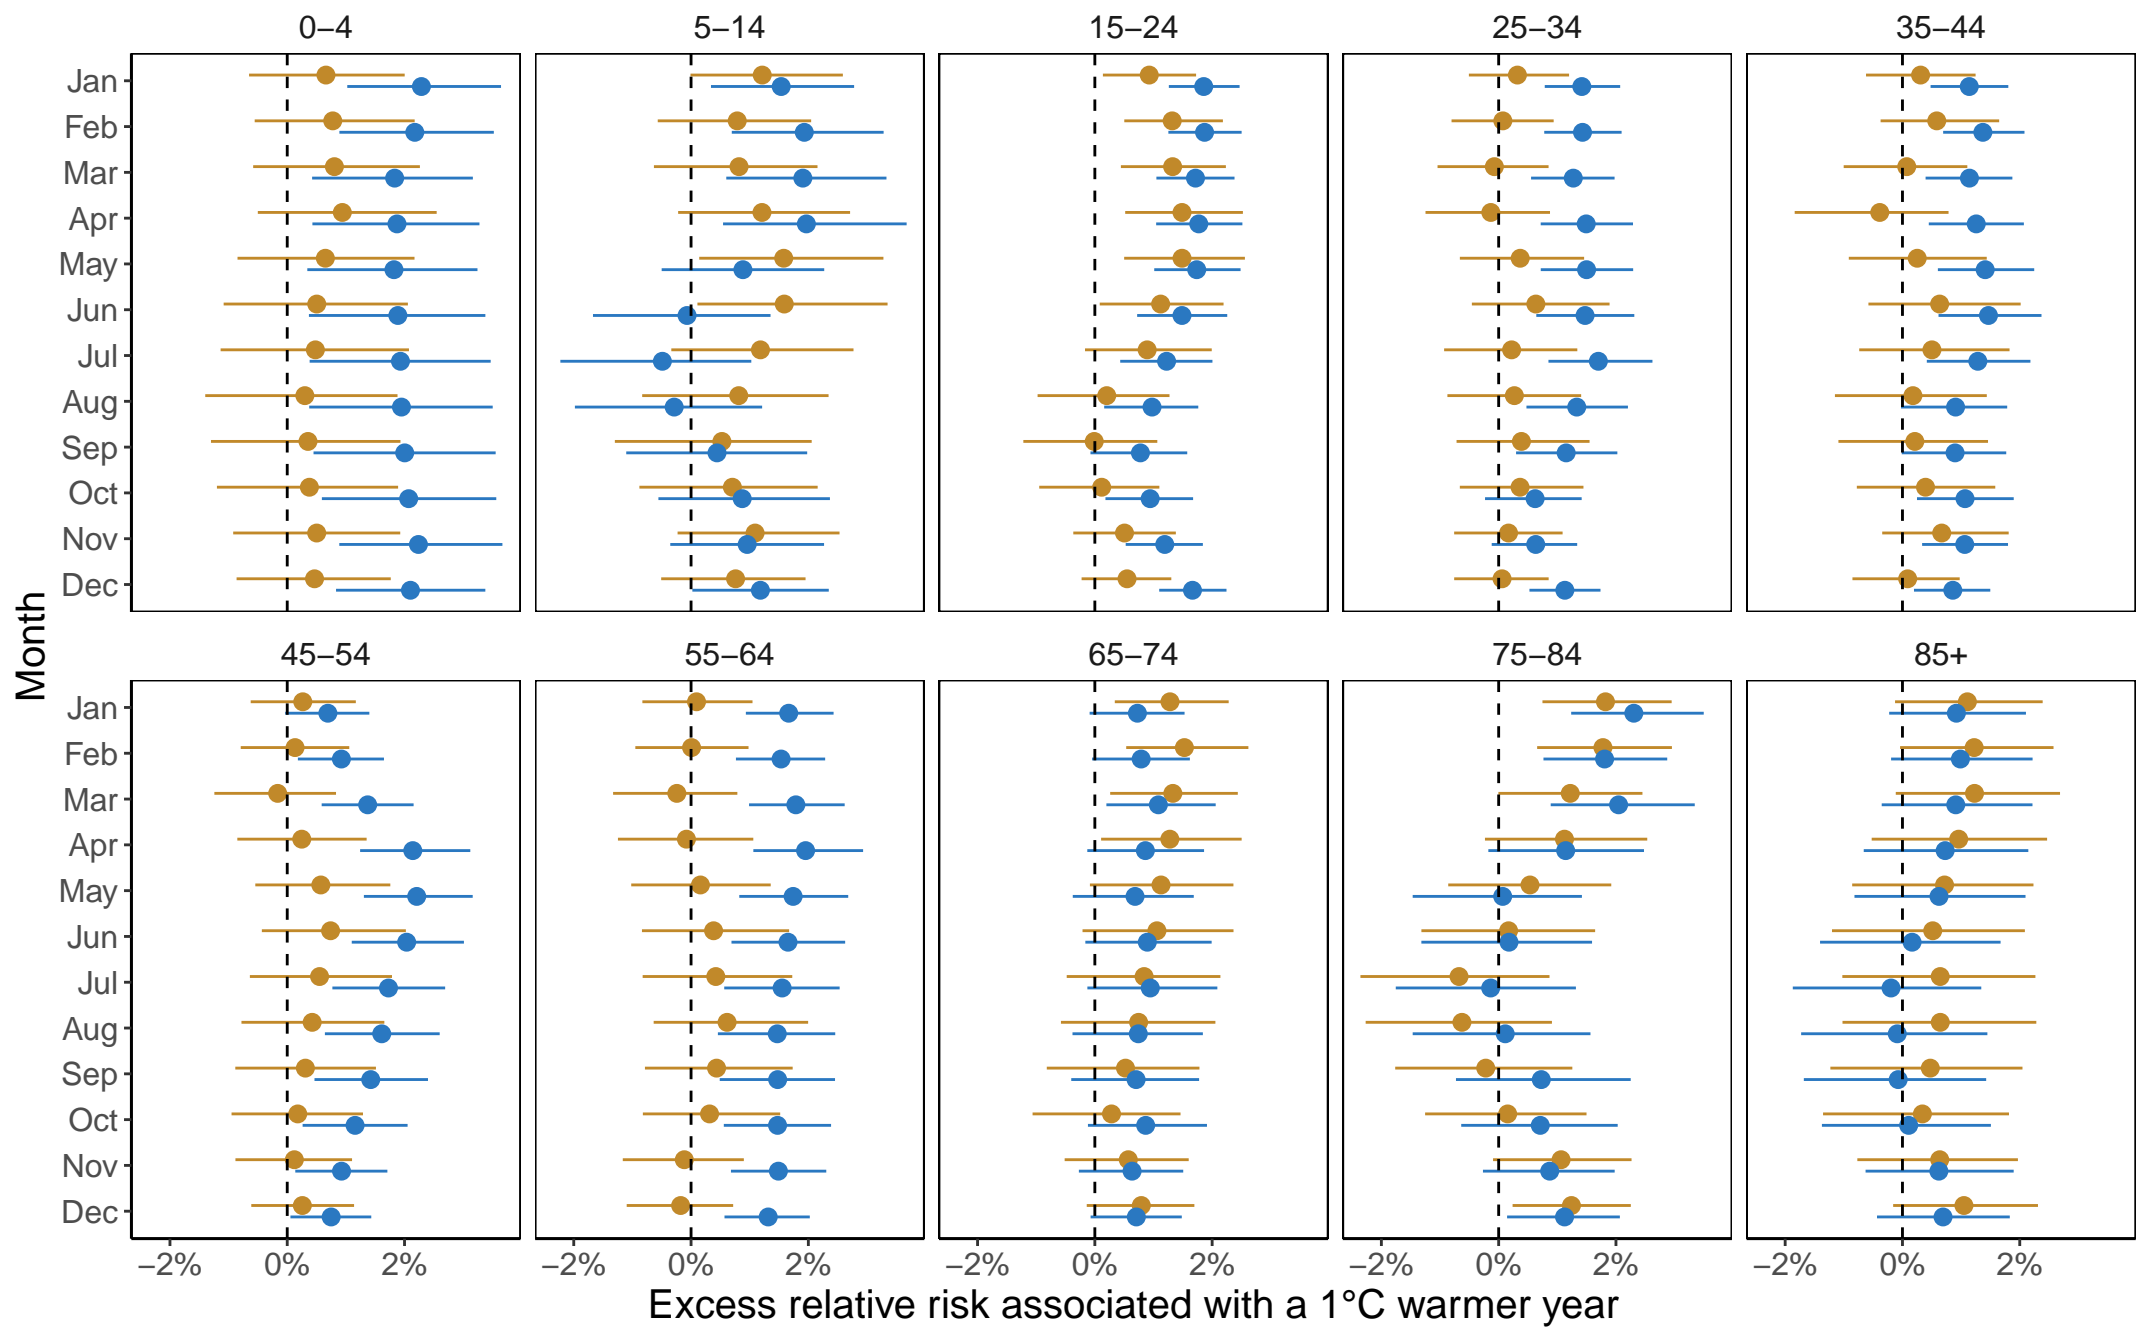 0–4 5–14 15–24 25–34 35–44
Jan
Feb
Mar
Apr
May
Jun
Jul
Aug
Sep
Oct
Nov
Dec
Month
45–54 55–64 65–74 75–84 85+
Jan
Feb
Mar
Apr
May
Jun
Jul
Aug
Sep
Oct
Nov
Dec
−2% 0% 2% −2% 0% 2% −2% 0% 2% −2% 0% 2% −2% 0% 2%
Excess relative risk associated with a 1°C warmer year